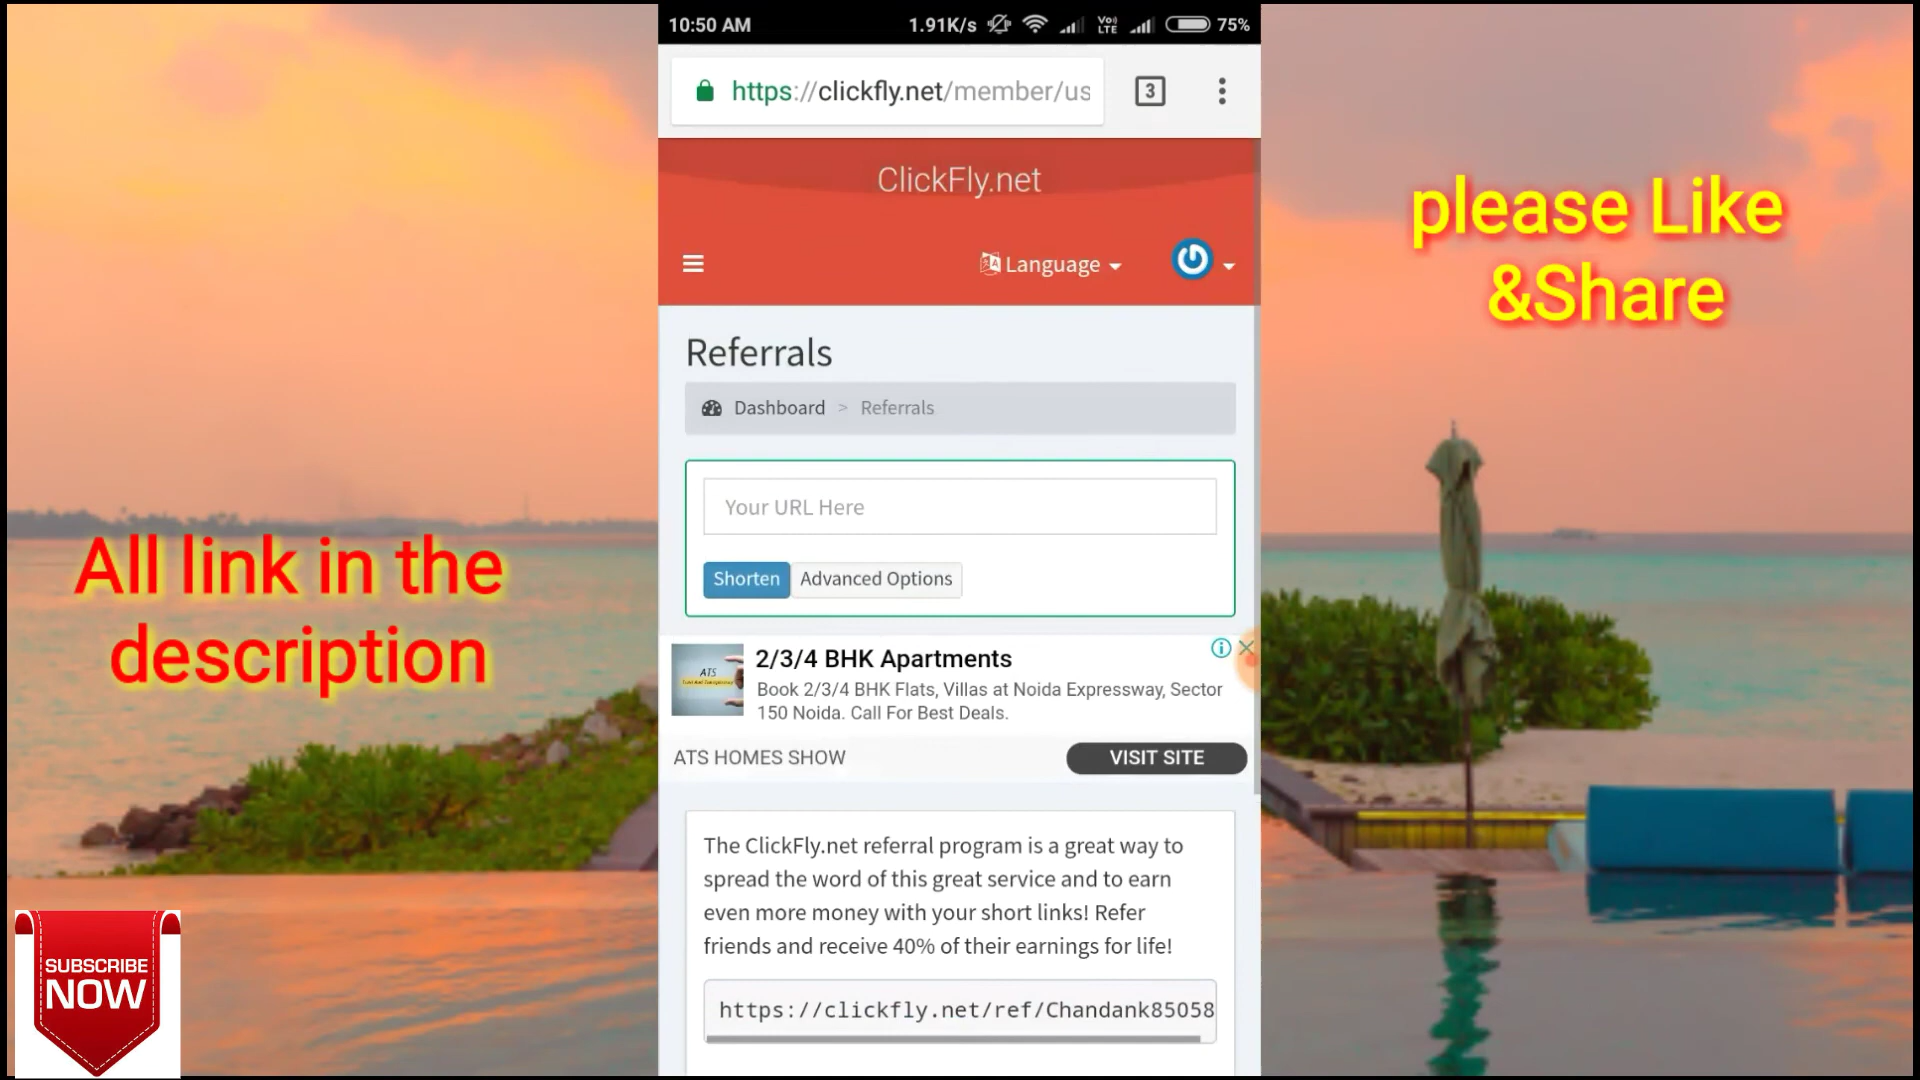 10:50 AM 1.91K/s Vo)) LTE 75%
https://clickfly.net/member/us 3
ClickFly.net
Language
Referrals
Dashboard > Referrals
Your URL Here
Shorten Advanced Options
2/3/4 BHK Apartments
Book 2/3/4 BHK Flats, Villas at Noida Expressway, Sector
150 Noida. Call For Best Deals.
ATS
ATS HOMES SHOW VISIT SITE
The ClickFly.net referral program is a great way to
spread the word of this great service and to earn
even more money with your short links! Refer
friends and receive 40% of their earnings for life!
https://clickfly.net/ref/Chandank85058
All link in the
description
please Like
&Share
SUBSCRIBE
NOW